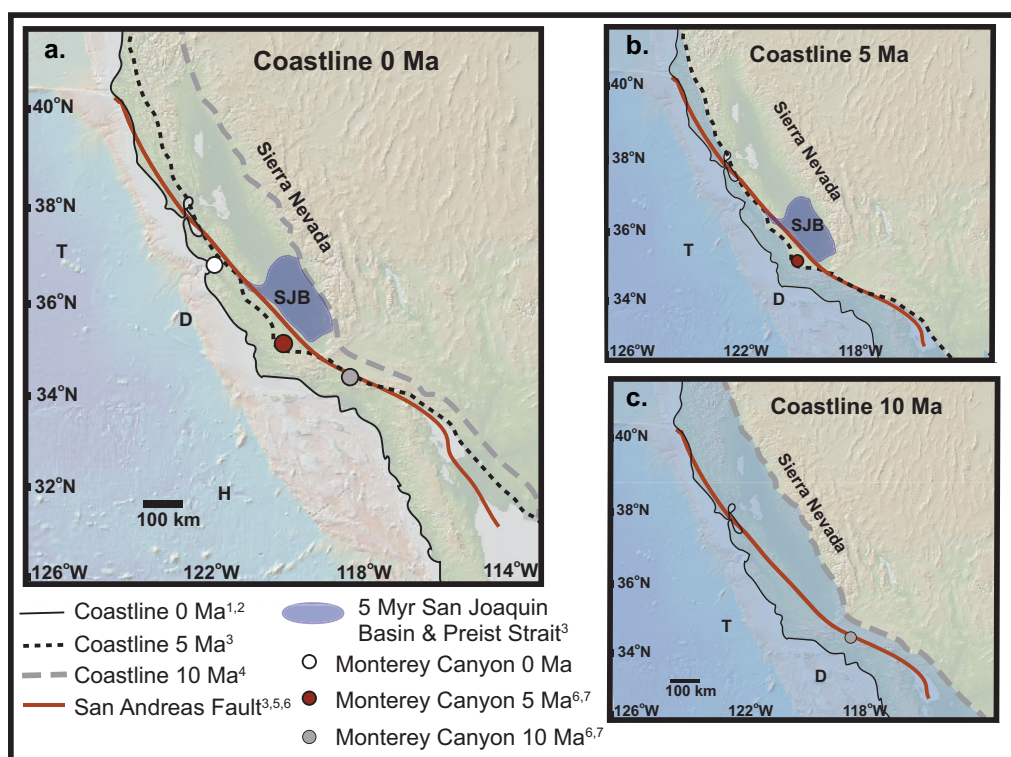 a.
Coastline 0 Ma
40°N
Sierra Nevada
38°N
T
36°N
SJB
D
34°N
32°N
H
100 km
126°W
122°W
118°W
114°W
b.
Coastline 5 Ma
40°N
38°N
Sierra Nevada
SJB
36°N
T
D
34°N
126°W
122°W
118°W
c.
Coastline 10 Ma
40°N
Sierra Nevada
38°N
36°N
T
34°N
D
100 km
126°W
122°W
118°W
Coastline 0 Ma1,2
Coastline 5 Ma3
Coastline 10 Ma4
San Andreas Fault3,5,6
5 Myr San Joaquin
Basin & Preist Strait3
Monterey Canyon 0 Ma
Monterey Canyon 5 Ma6,7
Monterey Canyon 10 Ma6,7